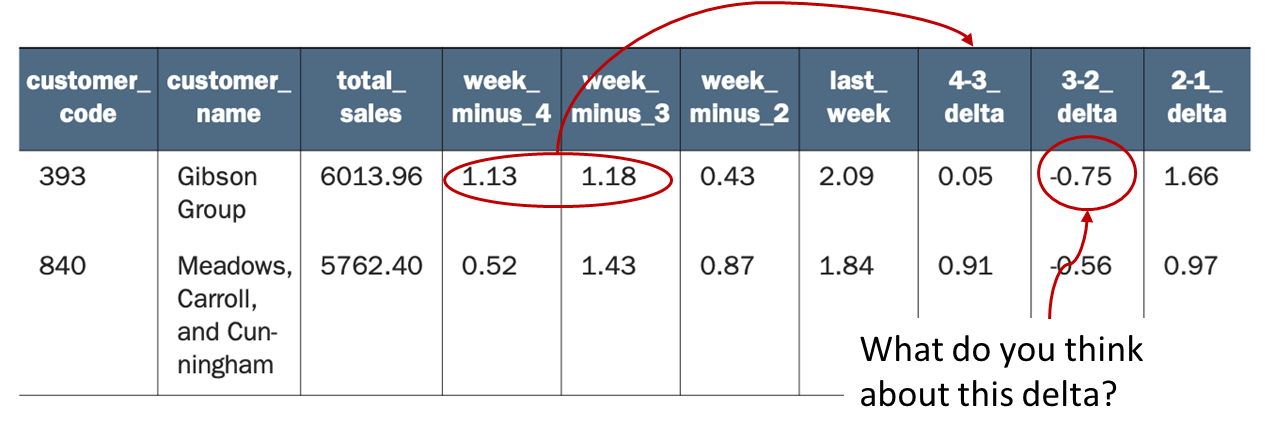 customer_ customer_ total_ week_ week_ week_ last_ 4-3_ 3-2_ 2-1_
code name sales minus_4 minus_3 minus_2 week delta delta delta
393 Gibson 6013.96 1.13 1.18 0.43 2.09 0.05 -0.75 1.66
Group
840 Meadows, 5762.40 0.52 1.43 0.87 1.84 0.91 -0.56 0.97
Carroll,
and Cun-
ningham
What do you think
about this delta?